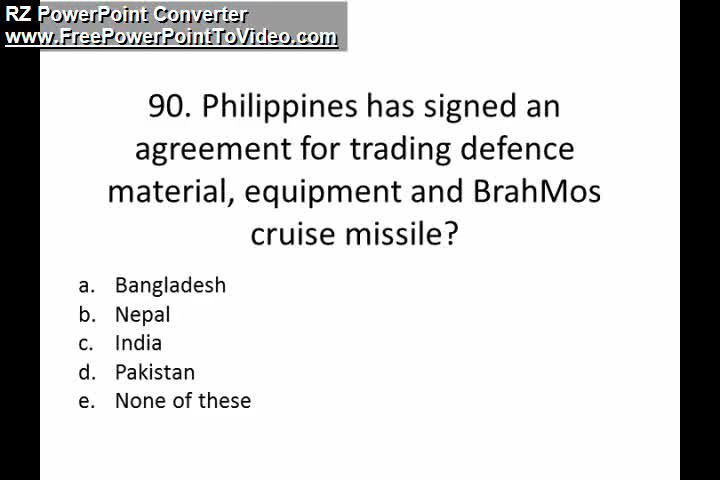 RZ PowerPoint Converter
www.FreePowerPointToVideo.com
90. Philippines has signed an
agreement for trading defence
material, equipment and BrahMos
cruise missile?
a. Bangladesh
b. Nepal
c. India
d. Pakistan
e. None of these